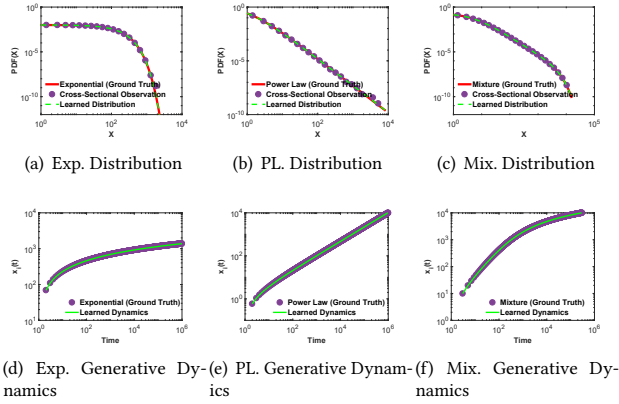 10^0
10^-5
10^-10
PDF(X)
Exponential (Ground Truth)
Cross-Sectional Observation
Learned Distribution
10^0 10^2 10^4
X
10^0
10^-5
10^-10
PDF(X)
Power Law (Ground Truth)
Cross-Sectional Observation
Learned Distribution
10^0 10^2 10^4
X
10^0
10^-5
10^-10
PDF(X)
Mixture (Ground Truth)
Cross-Sectional Observation
Learned Distribution
10^0 10^5
X
(a) Exp. Distribution
(b) PL. Distribution
(c) Mix. Distribution
10^4
10^3
10^2
10^1
x_i(t)
Exponential (Ground Truth)
Learned Dynamics
10^0 10^2 10^4 10^6
Time
10^4
10^2
10^0
x_i(t)
Power Law (Ground Truth)
Learned Dynamics
10^0 10^2 10^4 10^6
Time
10^4
10^3
10^2
10^1
10^0
x_i(t)
Mixture (Ground Truth)
Learned Dynamics
10^0 10^2 10^4 10^6
Time
(d) Exp. Generative Dy-
namics
(e) PL. Generative Dynam-
ics
(f) Mix. Generative Dy-
namics